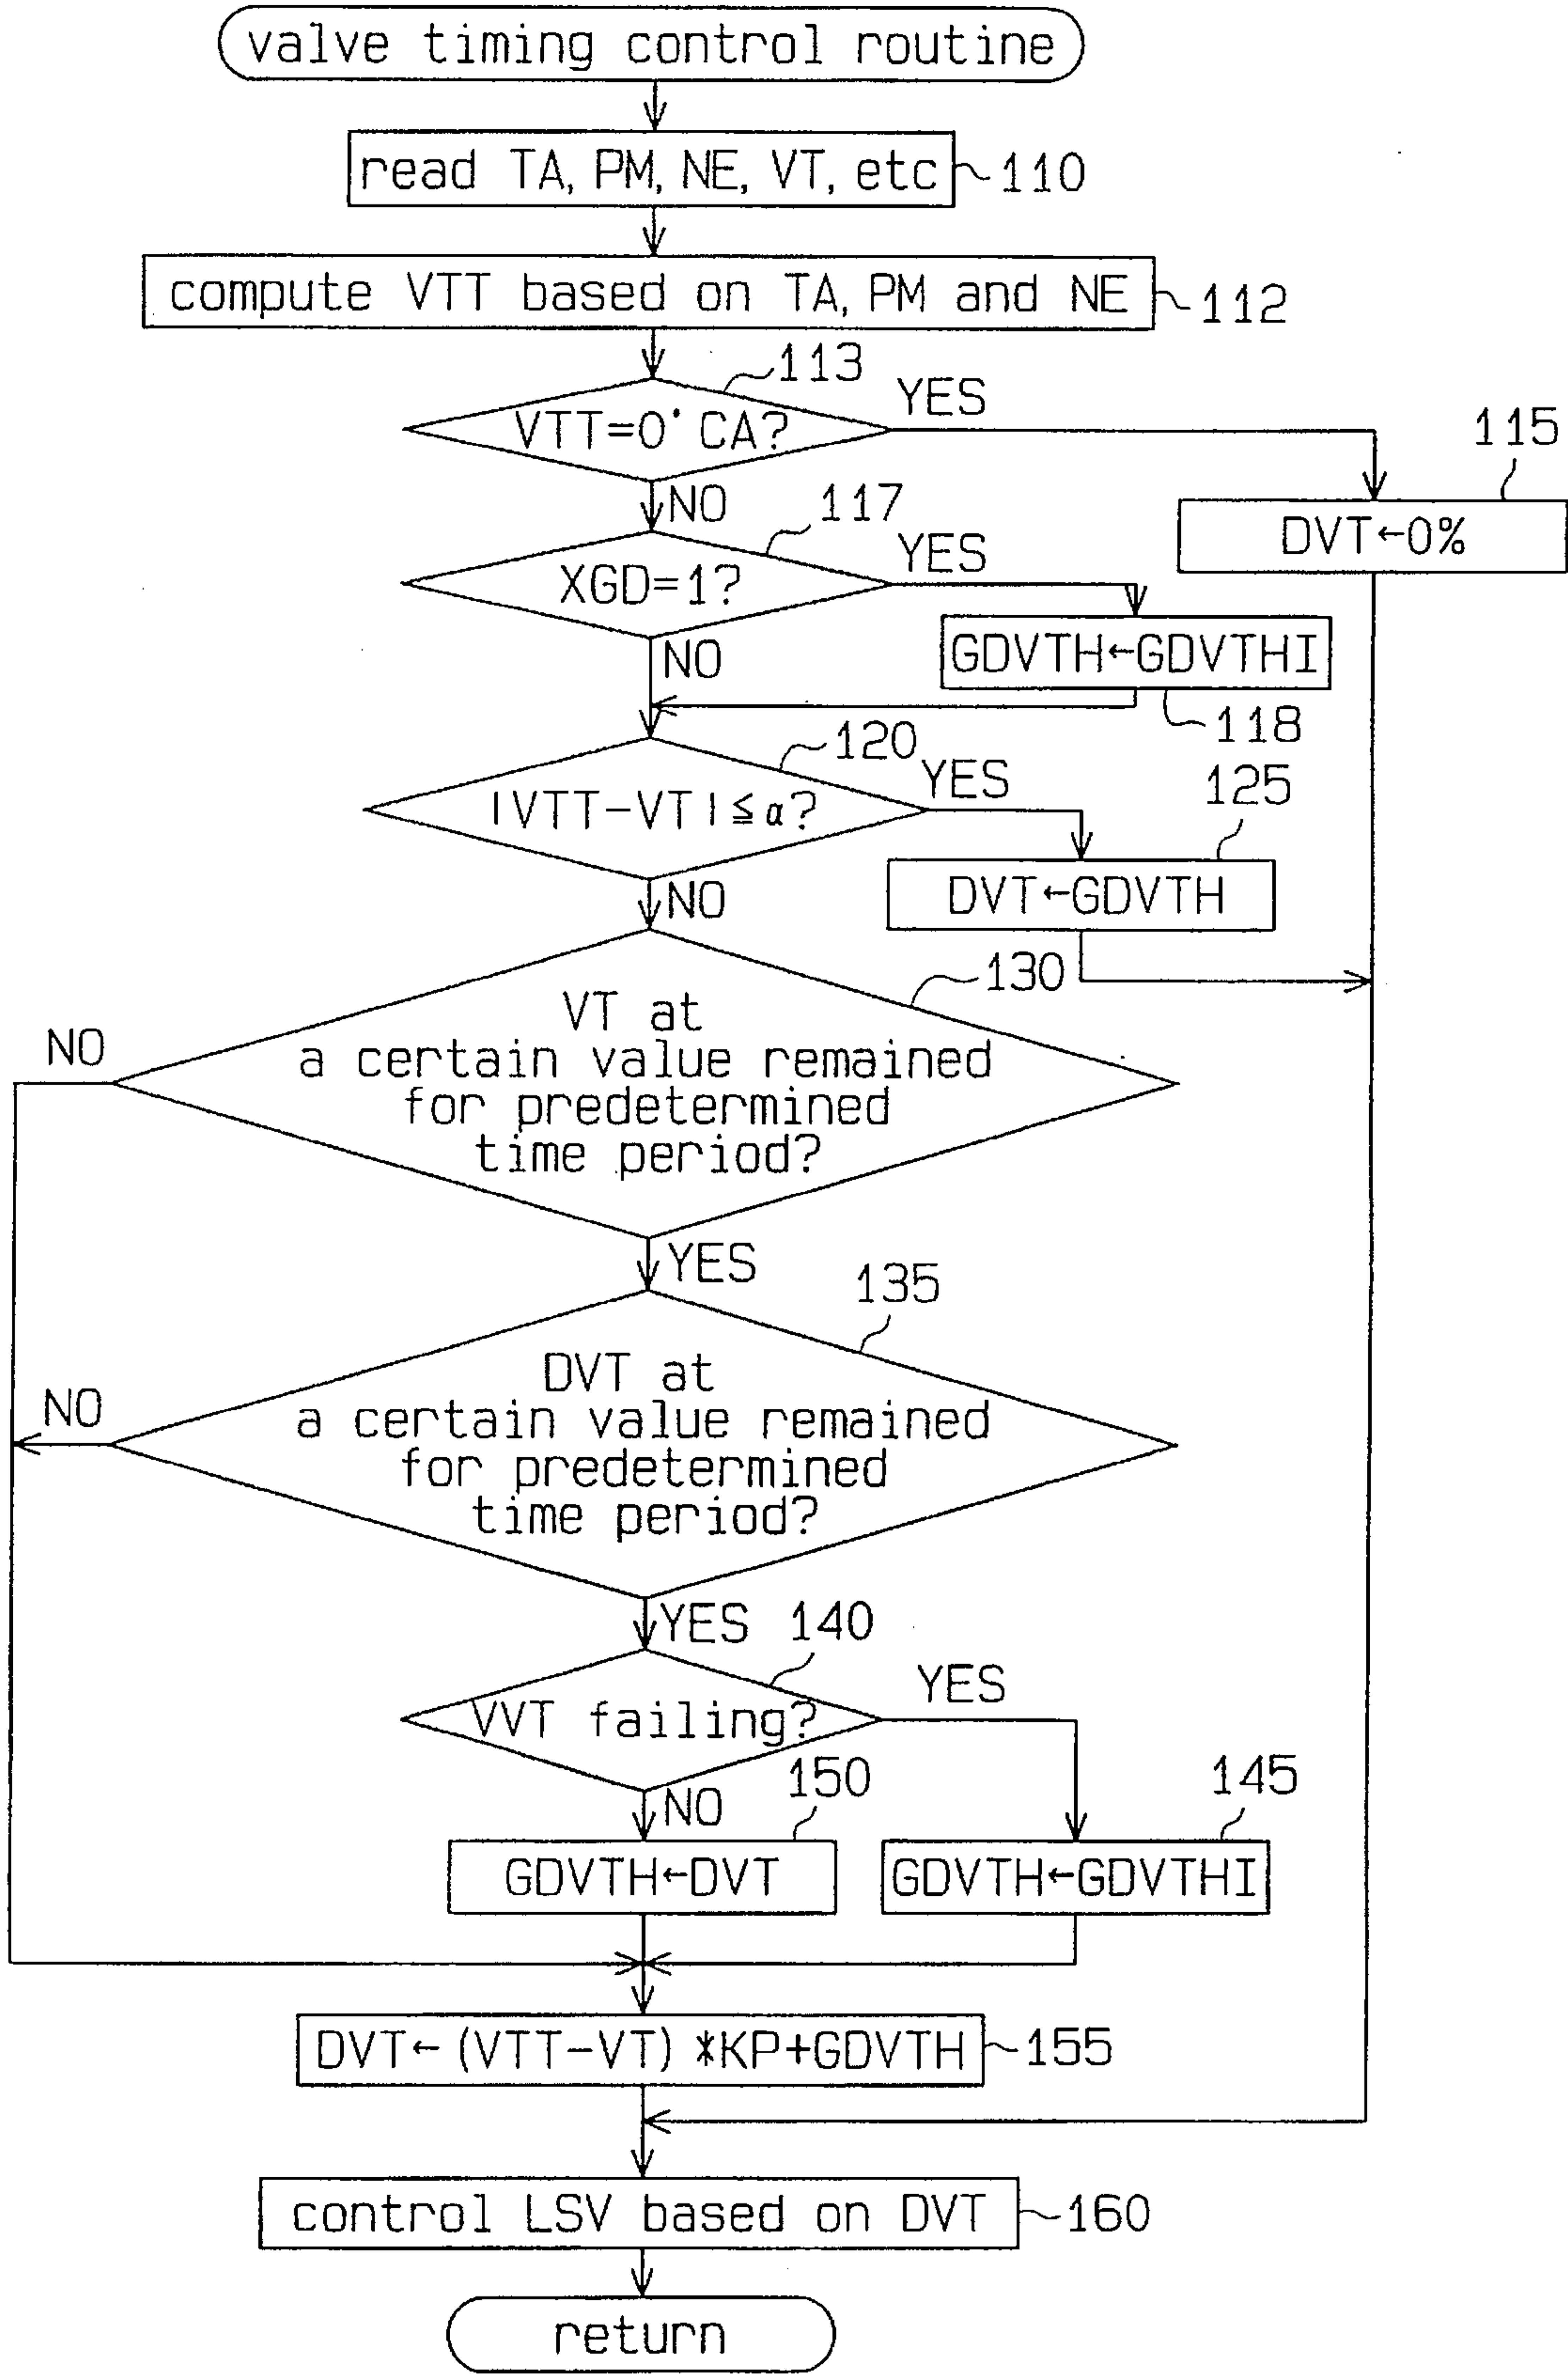 valve timing control routine
read TA, PM, NE, VT, etc
110
compute VTT based on TA, PM and NE
112
113
VTT=0° CA?
YES
115
DVT←0%
NO
117
XGD=1?
YES
GDVTH←GDVTHI
118
NO
120
|VTT-VT|≦α?
YES
125
DVT←GDVTH
NO
130
VT at
a certain value remained
for predetermined
time period?
NO
YES
135
DVT at
a certain value remained
for predetermined
time period?
NO
YES
140
VVT failing?
YES
145
GDVTH←GDVTHI
NO
150
GDVTH←DVT
DVT←(VTT-VT) *KP+GDVTH
155
control LSV based on DVT
160
return